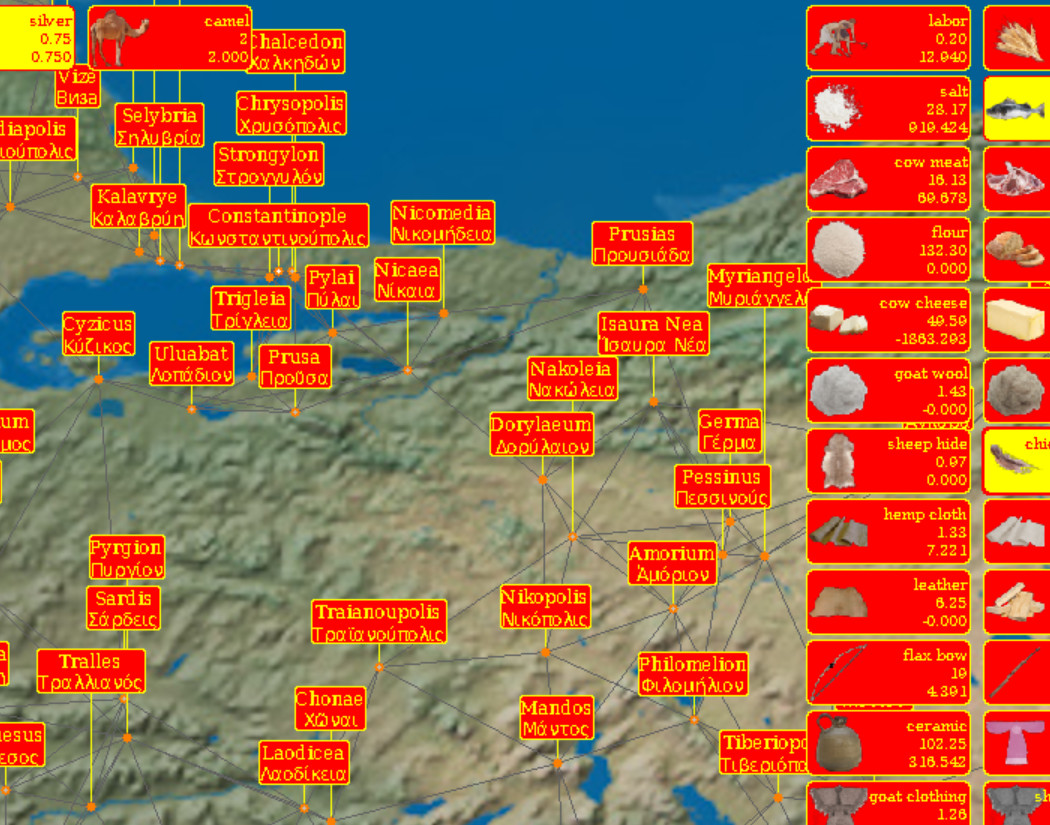 silver
0.75
0.750
camel
2
2.000
Chalcedon
Χαλκηδών
Vize
Виза
Selybria
Σηλυβρία
Chrysopolis
Χρυσόπολις
diapolis
ιούπολις
Strongylon
Στρογγυλόν
Kalavrye
Καλαβρύη
Constantinople
Κωνσταντινούπολις
Nicomedia
Νικομήδεια
Prusias
Προυσιάδα
Nicaea
Νίκαια
Pylai
Πύλαι
Myriangelo
Μυριάγγελ
Trigleia
Τρίγλεια
Cyzicus
Κύζικος
Isaura Nea
Ἴσαυρα Νέα
Uluabat
Λοπάδιον
Prusa
Προῦσα
Nakoleia
Νακώλεια
um
μος
Dorylaeum
Δορύλαιον
Germa
Γέρμα
Pessinus
Πεσσινούς
Pyrgion
Πυργίον
Amorium
Ἀμόριον
Sardis
Σάρδεις
Nikopolis
Νικόπολις
Traianoupolis
Τραϊανούπολις
Tralles
Τραλλιανός
Philomelion
Φιλομήλιον
Chonae
Χῶναι
Mandos
Μάντος
esus
εσος
Laodicea
Λαοδίκεια
Tiberiopo
Τιβεριόπο
labor
0.20
12.940
salt
28.17
919.424
cow meat
16.13
69.678
flour
132.30
0.000
cow cheese
49.59
-1863.293
goat wool
1.43
-0.000
sheep hide
0.97
0.000
chi
hemp cloth
1.33
7.221
leather
6.25
-0.000
flax bow
19
4.391
ceramic
102.25
316.542
goat clothing
1.26
sh